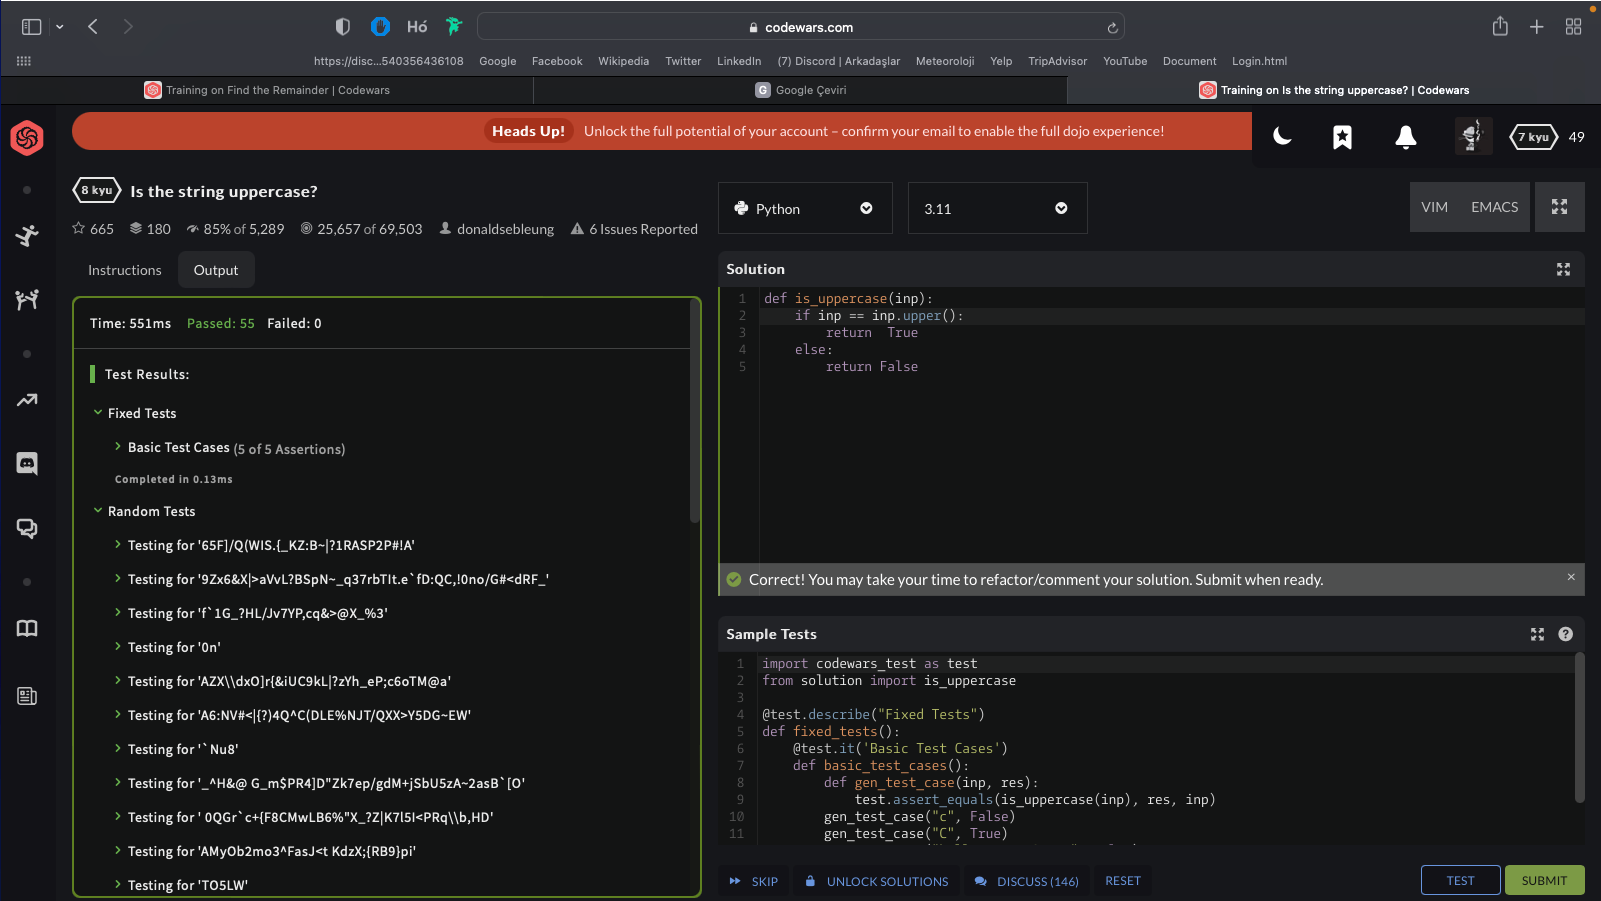 codewars.com
https://disc...540356436108 Google Facebook Wikipedia Twitter LinkedIn (7) Discord | Arkadaşlar Meteoroloji Yelp TripAdvisor YouTube Document Login.html
Training on Find the Remainder | Codewars
G Google Çeviri
Training on Is the string uppercase? | Codewars
Hó
Heads Up! Unlock the full potential of your account – confirm your email to enable the full dojo experience!
7 kyu 49
8 kyu Is the string uppercase?
665 180 85% of 5,289 25,657 of 69,503 donaldsebleung 6 Issues Reported
Instructions Output
Time: 551ms Passed: 55 Failed: 0
Test Results:
Fixed Tests
Basic Test Cases (5 of 5 Assertions)
Completed in 0.13ms
Random Tests
Testing for '65F]/Q(WIS.{_KZ:B~|?1RASP2P#!A'
Testing for '9Zx6&X|>aVvL?BSpN~_q37rbTIt.e`fD:QC,!0no/G#<dRF_'
Testing for 'f`1G_?HL/Jv7YP,cq&>@X_%3'
Testing for '0n'
Testing for 'AZX\\dxO]r{&iUC9kL|?zYh_eP;c6oTM@a'
Testing for 'A6:NV#<|{?)4Q^C(DLE%NJT/QXX>Y5DG~EW'
Testing for '`Nu8'
Testing for '_^H&@ G_m$PR4]D"Zk7ep/gdM+jSbU5zA~2asB`[O'
Testing for ' 0QGr`c+{F8CMwLB6%"X_?Z|K7l5I<PRq\\b,HD'
Testing for 'AMyOb2mo3^FasJ<t KdzX;{RB9}pi'
Testing for 'TO5LW'
Python 3.11
VIM EMACS
Solution
1 def is_uppercase(inp):
2 if inp == inp.upper():
3 return  True
4 else:
5 return False
Correct! You may take your time to refactor/comment your solution. Submit when ready.
Sample Tests
1 import codewars_test as test
2 from solution import is_uppercase
3
4 @test.describe("Fixed Tests")
5 def fixed_tests():
6 @test.it('Basic Test Cases')
7 def basic_test_cases():
8 def gen_test_case(inp, res):
9 test.assert_equals(is_uppercase(inp), res, inp)
10 gen_test_case("c", False)
11 gen_test_case("C", True)
SKIP UNLOCK SOLUTIONS DISCUSS (146) RESET TEST SUBMIT